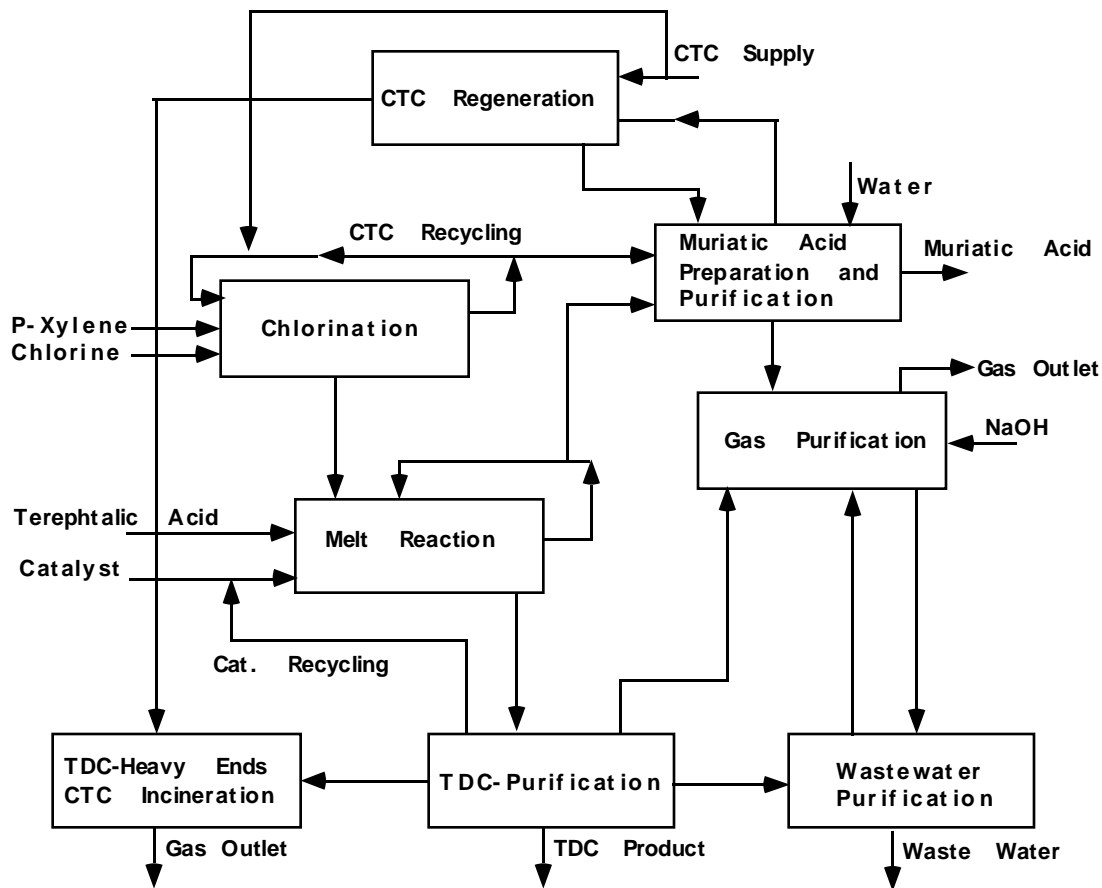 CTC Supply
CTC Regeneration
Water
CTC Recycling
Muriatic Acid
Preparation and
Purification
Muriatic Acid
P-Xylene
Chlorine
Chlorination
Gas Outlet
Gas Purification
NaOH
Terephtalic Acid
Melt Reaction
Catalyst
Cat. Recycling
TDC-Heavy Ends
CTC Incineration
TDC-Purification
Wastewater
Purification
Gas Outlet
TDC Product
Waste Water